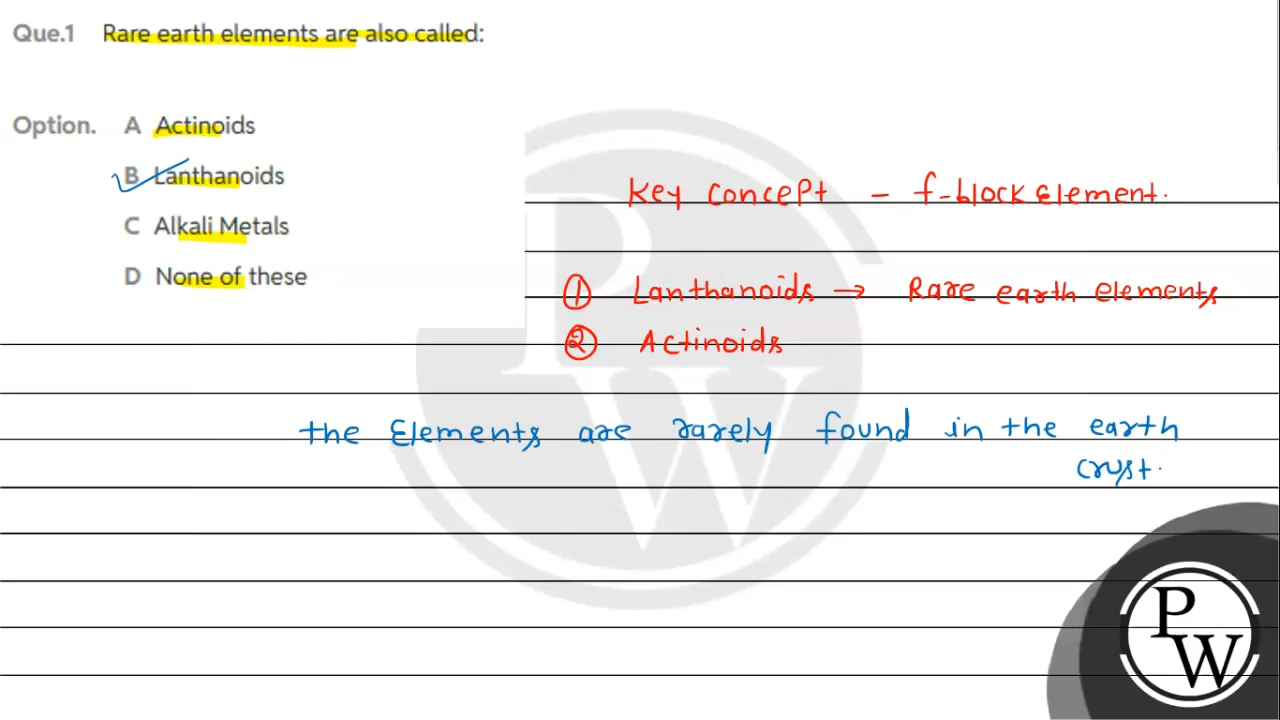 Que.1 Rare earth elements are also called:
Option. A Actinoids
B Lanthanoids
C Alkali Metals
D None of these
Key concept - f-block Element.
① Lanthanoids → Rare earth elements
② Actinoids
the Elements are rarely found in the earth
crust.
P
W
P
W